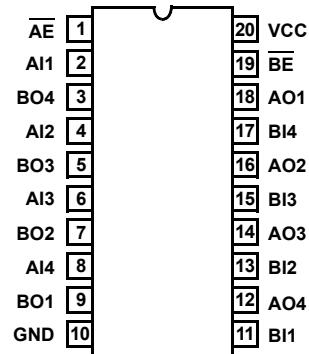 A̅E̅ 1 20 VCC
AI1 2 19 B̅E̅
BO4 3 18 AO1
AI2 4 17 BI4
BO3 5 16 AO2
AI3 6 15 BI3
BO2 7 14 AO3
AI4 8 13 BI2
BO1 9 12 AO4
GND 10 11 BI1